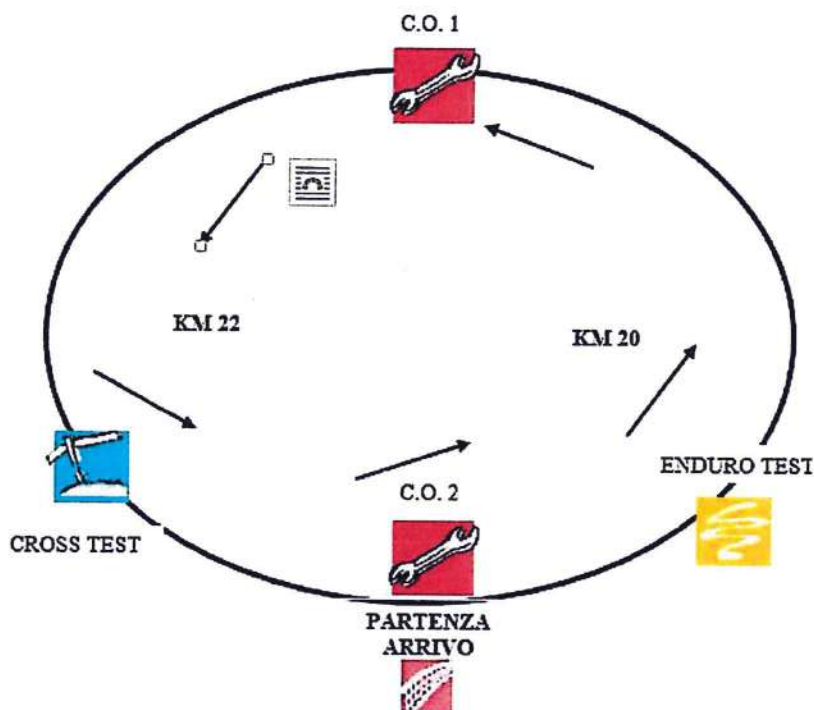 C.O. 1
KM 22
KM 20
ENDURO TEST
C.O. 2
CROSS TEST
PARTENZA
ARRIVO